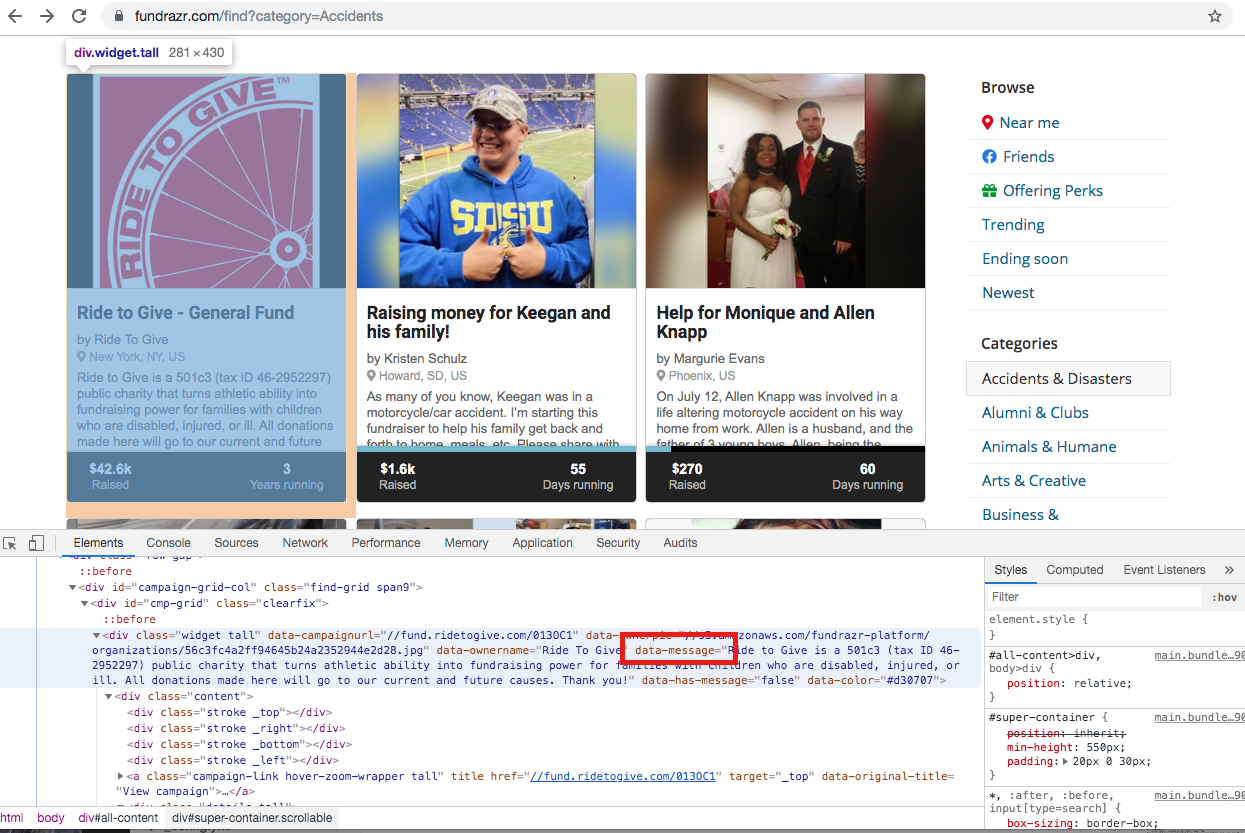 fundrazr.com/find?category=Accidents
div.widget.tall 281 × 430
RIDE TO GIVE™
SDSU
Ride to Give - General Fund
by Ride To Give
New York, NY, US
Ride to Give is a 501c3 (tax ID 46-2952297)
public charity that turns athletic ability into
fundraising power for families with children
who are disabled, injured, or ill. All donations
made here will go to our current and future
$42.6k
Raised
3
Years running
Raising money for Keegan and
his family!
by Kristen Schulz
Howard, SD, US
As many of you know, Keegan was in a
motorcycle/car accident. I'm starting this
fundraiser to help his family get back and
forth to home, meals, etc. Please share with
$1.6k
Raised
55
Days running
Help for Monique and Allen
Knapp
by Margurie Evans
Phoenix, US
On July 12, Allen Knapp was involved in a
life altering motorcycle accident on his way
home from work. Allen is a husband, and the
father of 3 young boys. Allen, being the
$270
Raised
60
Days running
Browse
Near me
Friends
Offering Perks
Trending
Ending soon
Newest
Categories
Accidents & Disasters
Alumni & Clubs
Animals & Humane
Arts & Creative
Business &
Elements Console Sources Network Performance Memory Application Security Audits
div class="row gap"
::before
<div id="campaign-grid-col" class="find-grid span9">
<div id="cmp-grid" class="clearfix">
::before
<div class="widget tall" data-campaignurl="//fund.ridetogive.com/013OC1" data-ownerpic="//s3.amazonaws.com/fundrazr-platform/
organizations/56c3fc4a2ff94645b24a2352944e2d28.jpg" data-ownername="Ride To Give" data-message="Ride to Give is a 501c3 (tax ID 46-
2952297) public charity that turns athletic ability into fundraising power for families with children who are disabled, injured, or
ill. All donations made here will go to our current and future causes. Thank you!" data-has-message="false" data-color="#d30707">
<div class="content">
<div class="stroke _top"></div>
<div class="stroke _right"></div>
<div class="stroke _bottom"></div>
<div class="stroke _left"></div>
<a class="campaign-link hover-zoom-wrapper tall" title href="//fund.ridetogive.com/013OC1" target="_top" data-original-title=
"View campaign">…</a>
<div class="details tall">
html body div#all-content div#super-container.scrollable
Styles Computed Event Listeners »
Filter :hov
element.style {
}
#all-content>div, main.bundle…90
body>div {
position: relative;
}
#super-container { main.bundle…90
position: inherit;
min-height: 550px;
padding: 20px 0 30px;
}
*, :after, :before, main.bundle…90
input[type=search] {
box-sizing: border-box;